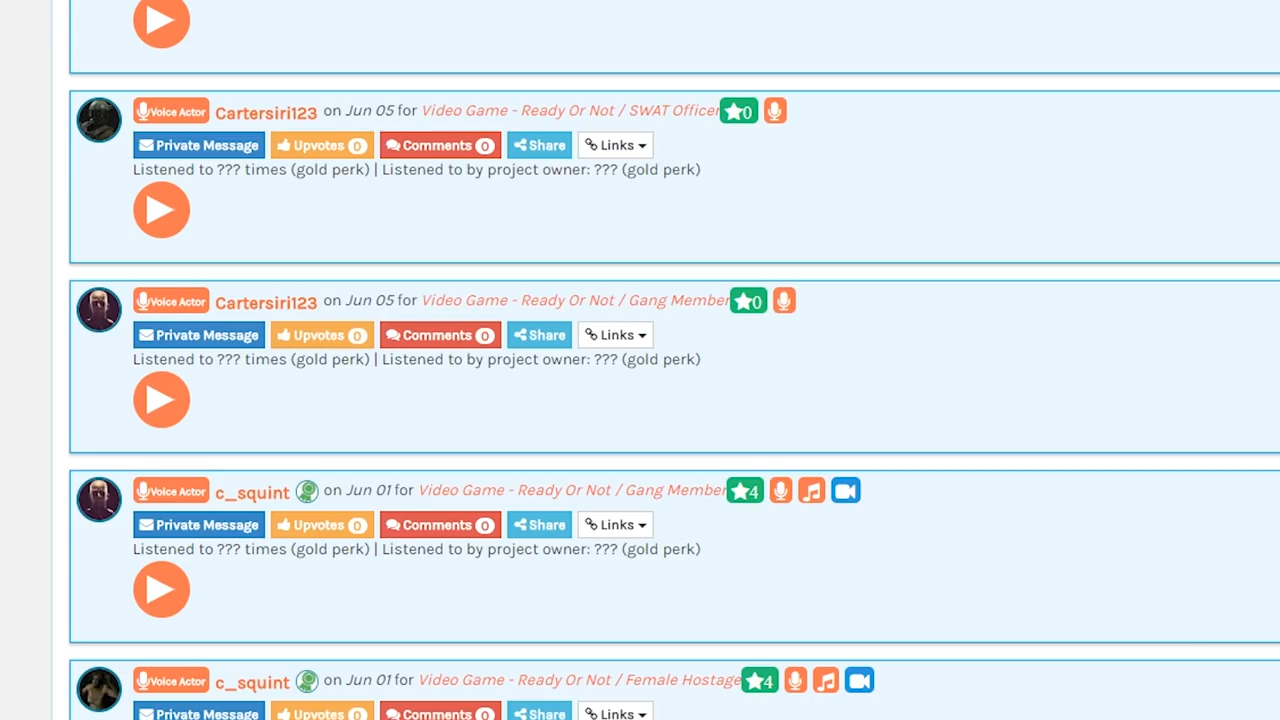 Voice Actor Cartersiri123 on Jun 05 for Video Game - Ready Or Not / SWAT Officer 0
Private Message Upvotes 0 Comments 0 Share Links
Listened to ??? times (gold perk) | Listened to by project owner: ??? (gold perk)
Voice Actor Cartersiri123 on Jun 05 for Video Game - Ready Or Not / Gang Member 0
Private Message Upvotes 0 Comments 0 Share Links
Listened to ??? times (gold perk) | Listened to by project owner: ??? (gold perk)
Voice Actor c_squint on Jun 01 for Video Game - Ready Or Not / Gang Member 4
Private Message Upvotes 0 Comments 0 Share Links
Listened to ??? times (gold perk) | Listened to by project owner: ??? (gold perk)
Voice Actor c_squint on Jun 01 for Video Game - Ready Or Not / Female Hostage 4
Private Message Upvotes 0 Comments 0 Share Links